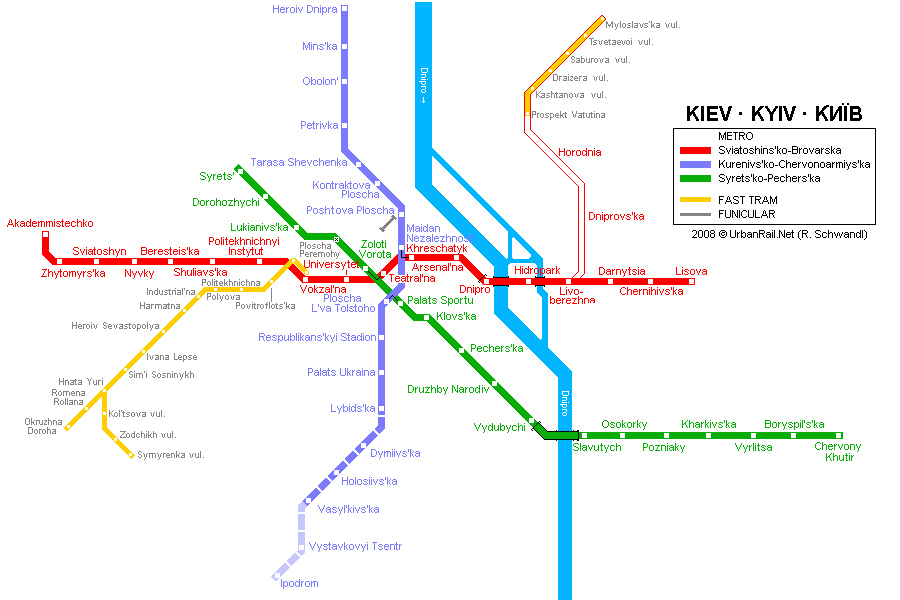 Heroiv Dnipra
Mins'ka
Obolon'
Petrivka
Tarasa Shevchenka
Kontraktova
Ploscha
Poshtova Ploscha
Maidan
Nezalezhnosti
Khreschatyk
Arsenal'na
Dnipro
Hidropark
Livo-
berezhna
Darnytsia
Chernihivs'ka
Lisova
Dnipro →
Dnipro
Myloslavs'ka vul.
Tsvetaevoi vul.
Saburova vul.
Draizera vul.
Kashtanova vul.
Prospekt Vatutina
Horodnia
Dniprovs'ka
KIEV · KYIV · КИЇВ
METRO
Sviatoshins'ko-Brovarska
Kurenivs'ko-Chervonoarmiys'ka
Syrets'ko-Pechers'ka
FAST TRAM
FUNICULAR
2008 © UrbanRail.Net (R. Schwandl)
Syrets'
Dorohozhychi
Lukianivs'ka
Zoloti
Vorota
Teatral'na
Akademmistechko
Zhytomyrs'ka
Sviatoshyn
Nyvky
Beresteis'ka
Shuliavs'ka
Politekhnichnyi
Instytut
Ploscha
Peremohy
Universytet
Vokzal'na
Politekhnichna
Industrial'na
Polyova
Harmatna
Povitroflots'ka
Heroiv Sevastopolya
Ivana Lepse
Sim'i Sosninykh
Hnata Yuri
Romena
Rollana
Okruzhna
Doroha
Kol'tsova vul.
Zodchikh vul.
Symyrenka vul.
Ploscha
L'va Tolstoho
Respublikans'kyi Stadion
Palats Ukraina
Lybids'ka
Dymiivs'ka
Holosiivs'ka
Vasyl'kivs'ka
Vystavkovyi Tsentr
Ipodrom
Palats Sportu
Klovs'ka
Pechers'ka
Druzhby Narodiv
Vydubychi
Slavutych
Osokorky
Pozniaky
Kharkivs'ka
Vyrlitsa
Boryspil's'ka
Chervony
Khutir